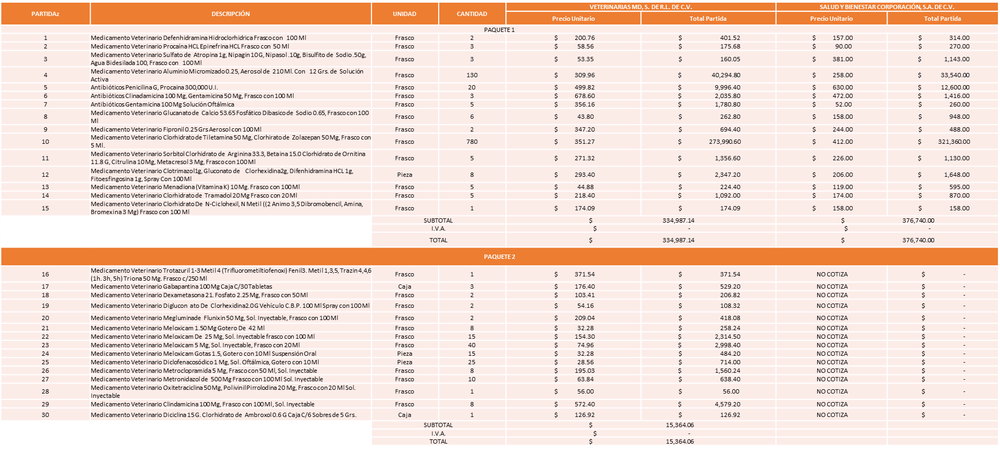 PARTIDAz DESCRIPCIÓN UNIDAD CANTIDAD VETERINARIAS MD, S. DE R.L. DE C.V. SALUD Y BIENESTAR CORPORACIÓN, S.A. DE C.V.
Precio Unitario Total Partida Precio Unitario Total Partida
PAQUETE 1
1 Medicamento Veterinario Defenhidramina Hidroclorhidrica Frasco con 100 Ml Frasco 2 $ 200.76 $ 401.52 $ 157.00 $ 314.00
2 Medicamento Veterinario Procaína HCL Epinefrina HCL Frasco con 50 Ml Frasco 3 $ 58.56 $ 175.68 $ 90.00 $ 270.00
3 Medicamento Veterinario Sulfato de Atropina 1g, Nipagin 10G, Nipasol .10g, Bisulfito de Sodio .50g, Frasco 3 $ 53.35 $ 160.05 $ 381.00 $ 1,143.00
Agua Bidesilada 100, Frasco con 100 Ml
4 Medicamento Veterinario Aluminio Micromizado 0.25, Aerosol de 210 Ml. Con 12 Grs. de Solución Frasco 130 $ 309.96 $ 40,294.80 $ 258.00 $ 33,540.00
Activa
5 Antibióticos Penicilina G, Procaina 300,000 U.I. Frasco 20 $ 499.82 $ 9,996.40 $ 630.00 $ 12,600.00
6 Antibióticos Clinadamicina 100 Mg, Gentamicina 50 Mg, Frasco con 100 Ml Frasco 3 $ 678.60 $ 2,035.80 $ 472.00 $ 1,416.00
7 Antibióticos Gentamicina 100 Mg Solución Oftálmica Frasco 5 $ 356.16 $ 1,780.80 $ 52.00 $ 260.00
8 Medicamento Veterinario Glucanato de Calcio 53.65 Fosfático Dibasico de Sodio 0.65, Frasco con 100 Frasco 6 $ 43.80 $ 262.80 $ 158.00 $ 948.00
Ml
9 Medicamento Veterinario Fipronil 0.25 Grs Aerosol con 100 Ml Frasco 2 $ 347.20 $ 694.40 $ 244.00 $ 488.00
10 Medicamento Veterinario Clorhidrato de Tiletamina 50 Mg, Clorhirato de Zolazepan 50 Mg, Frasco con Frasco 780 $ 351.27 $ 273,990.60 $ 412.00 $ 321,360.00
5 Ml.
11 Medicamento Veterinario Sorbitol Clorhidrato de Arginina 33.3, Betaina 15.0 Clorhidrato de Ornitina Frasco 5 $ 271.32 $ 1,356.60 $ 226.00 $ 1,130.00
11.8 G, Citrulina 10 Mg, Metacresol 3 Mg, Frasco con 100 Ml
12 Medicamento Veterinario Clotrimazol1g, Gluconato de Clorhexidina2g, Difenhidramina HCL 1g, Pieza 8 $ 293.40 $ 2,347.20 $ 206.00 $ 1,648.00
Fitoesfingosina 1g, Spray Con 100 Ml
13 Medicamento Veterinario Menadiona (Vitamina K) 10 Mg. Frasco con 100 Ml Frasco 5 $ 44.88 $ 224.40 $ 119.00 $ 595.00
14 Medicamento Veterinario Clorhidrato de Tramadol 20 Mg Frasco con 20 Ml Frasco 5 $ 218.40 $ 1,092.00 $ 174.00 $ 870.00
15 Medicamento Veterinario Clorhidrato De N-Ciclohexil, N Metil ((2 Animo 3,5 Dibromobencil, Amina, Frasco 1 $ 174.09 $ 174.09 $ 158.00 $ 158.00
Bromexina 3 Mg) Frasco con 100 Ml
SUBTOTAL $ 334,987.14 $ 376,740.00
I.V.A. $ - $ -
TOTAL $ 334,987.14 $ 376,740.00
PAQUETE 2
16 Medicamento Veterinario Trotazuril 1-3 Metil 4 (Trifluorometiltiofenoxi) Fenil3. Metil 1,3,5, Trazin 4,4,6 Frasco 1 $ 371.54 $ 371.54 NO COTIZA $ -
(1h. 3h, 5h) Triona 50 Mg. Frasco c/250 Ml
17 Medicamento Veterinario Gabapantina 100 Mg Caja C/30 Tabletas Caja 3 $ 176.40 $ 529.20 NO COTIZA $ -
18 Medicamento Veterinario Dexametasona 21. Fosfato 2.25 Mg, Frasco con 50 Ml Frasco 2 $ 103.41 $ 206.82 NO COTIZA $ -
19 Medicamento Veterinario Diglucon ato De Clorhexidina2.0 G Vehículo C.B.P. 100 Ml Spray con 100 Ml Frasco 2 $ 54.16 $ 108.32 NO COTIZA $ -
20 Medicamento Veterinario Megluminade Flunixin 50 Mg, Sol. Inyectable, Frasco con 100 Ml Frasco 2 $ 209.04 $ 418.08 NO COTIZA $ -
21 Medicamento Veterinario Meloxicam 1.50 Mg Gotero De 42 Ml Frasco 8 $ 32.28 $ 258.24 NO COTIZA $ -
22 Medicamento Veterinario Meloxicam De 25 Mg, Sol. Inyectable frasco con 100 Ml Frasco 15 $ 154.30 $ 2,314.50 NO COTIZA $ -
23 Medicamento Veterinario Meloxicam 5 Mg, Sol. Inyectable, Frasco con 20 Ml Frasco 40 $ 74.96 $ 2,998.40 NO COTIZA $ -
24 Medicamento Veterinario Meloxicam Gotas 1.5, Gotero con 10 Ml Suspensión Oral Pieza 15 $ 32.28 $ 484.20 NO COTIZA $ -
25 Medicamento Veterinario Diclofenacosódico 1 Mg, Sol. Oftálmica, Gotero con 10 Ml Pieza 25 $ 28.56 $ 714.00 NO COTIZA $ -
26 Medicamento Veterinario Metroclopramida 5 Mg, Frasco con 50 Ml, Sol. Inyectable Frasco 8 $ 195.03 $ 1,560.24 NO COTIZA $ -
27 Medicamento Veterinario Metronidazol de 500 Mg Frasco con 100 Ml Sol. Inyectable Frasco 10 $ 63.84 $ 638.40 NO COTIZA $ -
28 Medicamento Veterinario Oxitetraciclina 50 Mg, Polivinil Pirrolodina 20 Mg, Frasco con 20 Ml Sol. Frasco 1 $ 56.00 $ 56.00 NO COTIZA $ -
Inyectable
29 Medicamento Veterinario Clindamicina 100 Mg, Frasco con 100 Ml, Sol. Inyectable Frasco 8 $ 572.40 $ 4,579.20 NO COTIZA $ -
30 Medicamento Veterinario Diciclina 15 G. Clorhidrato de Ambroxol 0.6 G Caja C/6 Sobres de 5 Grs. Caja 1 $ 126.92 $ 126.92 NO COTIZA $ -
SUBTOTAL $ 15,364.06
I.V.A. $ -
TOTAL $ 15,364.06